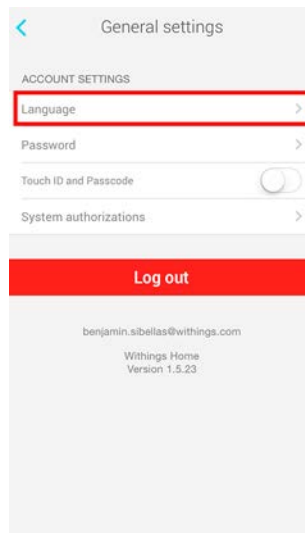 General settings
ACCOUNT SETTINGS
Language
Password
Touch ID and Passcode
System authorizations
Log out
benjamin.sibellas@withings.com
Withings Home
Version 1.5.23